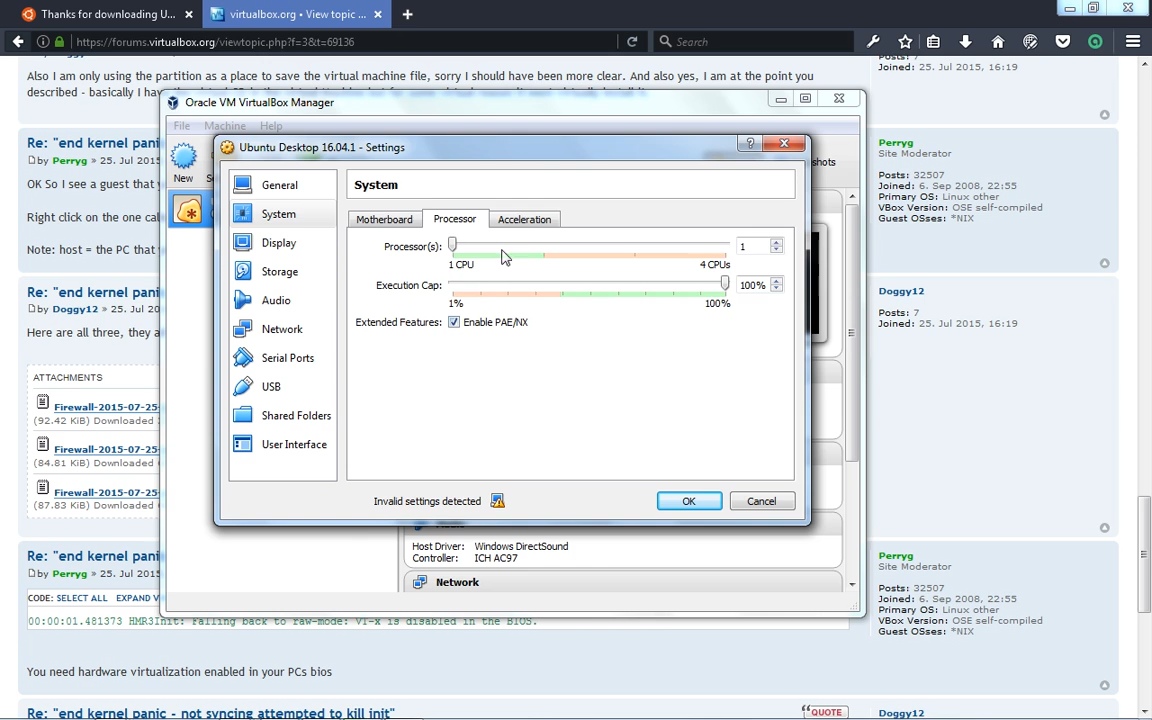 Thanks for downloading U...
virtualbox.org • View topic ...
https://forums.virtualbox.org/viewtopic.php?f=3&t=69136
Search
Also I am only using the partition as a place to save the virtual machine file, sorry I should have been more clear. And also yes, I am at the point you
described - basically I ha
Posts: 7
Joined: 25. Jul 2015, 16:19
Oracle VM VirtualBox Manager
File Machine Help
New
shots
Ubuntu Desktop 16.04.1 - Settings
General
System
Display
Storage
Audio
Network
Serial Ports
USB
Shared Folders
User Interface
System
Motherboard
Processor
Acceleration
Processor(s):
1
1 CPU
4 CPUs
Execution Cap:
100%
1%
100%
Extended Features:
Enable PAE/NX
Invalid settings detected
OK
Cancel
Host Driver: Windows DirectSound
Controller: ICH AC97
Network
Re: "end kernel panic
by Perryg » 25. Jul 2015
OK So I see a guest that y
Right click on the one cal
Note: host = the PC that
Perryg
Site Moderator
Posts: 32507
Joined: 6. Sep 2008, 22:55
Primary OS: Linux other
VBox Version: OSE self-compiled
Guest OSses: *NIX
Re: "end kernel panic
by Doggy12 » 25. Jul 201
Here are all three, they a
ATTACHMENTS
Firewall-2015-07-25-
(92.42 KiB) Downloaded
Firewall-2015-07-25-
(84.81 KiB) Downloaded
Firewall-2015-07-25-
(87.83 KiB) Downloaded
Doggy12
Posts: 7
Joined: 25. Jul 2015, 16:19
Re: "end kernel panic
by Perryg » 25. Jul 2015
CODE: SELECT ALL EXPAND V
00:00:01.481373 HMR3Init: Falling back to raw-mode: VT-x is disabled in the BIOS.
You need hardware virtualization enabled in your PCs bios
Perryg
Site Moderator
Posts: 32507
Joined: 6. Sep 2008, 22:55
Primary OS: Linux other
VBox Version: OSE self-compiled
Guest OSses: *NIX
Re: "end kernel panic - not syncing attempted to kill init"
QUOTE
Doggy12